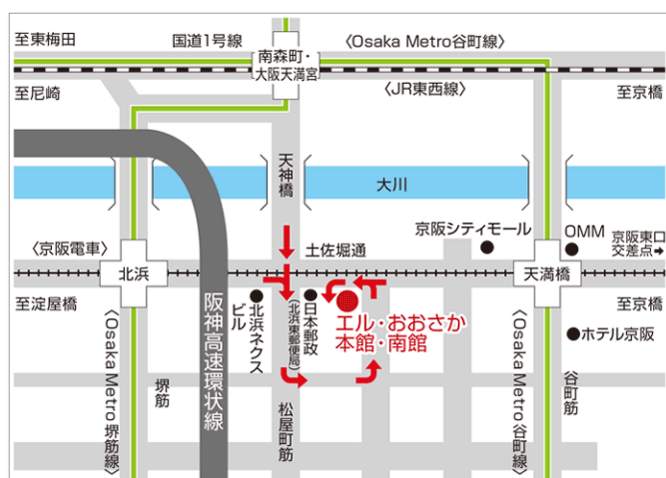 至東梅田
国道1号線
南森町・
大阪天満宮
〈Osaka Metro谷町線〉
至尼崎
〈JR東西線〉
至京橋
天神橋
大川
京阪シティモール
OMM
京阪東口
交差点➡
〈京阪電車〉
北浜
土佐堀通
天満橋
至淀屋橋
阪神高速環状線
北浜ネクス
ビル
日本郵政
(北浜東郵便局)
エル・おおさか
本館・南館
至京橋
ホテル京阪
〈Osaka Metro堺筋線〉
堺筋
松屋町筋
〈Osaka Metro谷町線〉
谷町筋